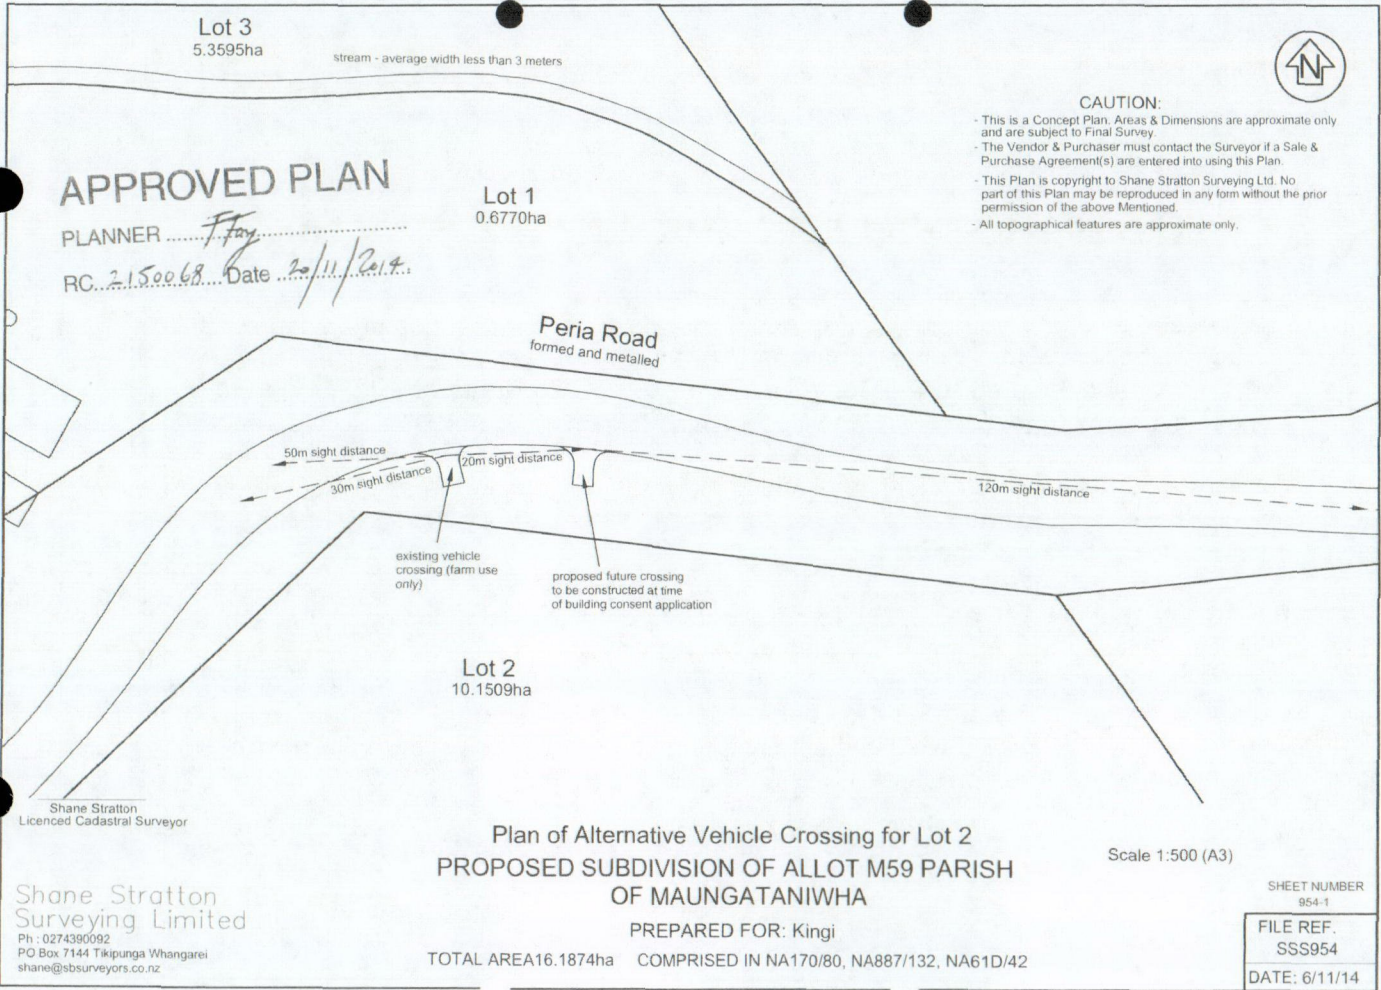 Lot 3
5.3595ha
stream - average width less than 3 meters
N
CAUTION:
- This is a Concept Plan. Areas & Dimensions are approximate only
and are subject to Final Survey.
- The Vendor & Purchaser must contact the Surveyor if a Sale &
Purchase Agreement(s) are entered into using this Plan.
- This Plan is copyright to Shane Stratton Surveying Ltd. No
part of this Plan may be reproduced in any form without the prior
permission of the above Mentioned.
- All topographical features are approximate only.
APPROVED PLAN
PLANNER
RC. 2150068 Date 20/11/2014.
Lot 1
0.6770ha
Peria Road
formed and metalled
50m sight distance
30m sight distance
20m sight distance
120m sight distance
existing vehicle
crossing (farm use
only)
proposed future crossing
to be constructed at time
of building consent application
Lot 2
10.1509ha
Shane Stratton
Licenced Cadastral Surveyor
Plan of Alternative Vehicle Crossing for Lot 2
PROPOSED SUBDIVISION OF ALLOT M59 PARISH
OF MAUNGATANIWHA
PREPARED FOR: Kingi
TOTAL AREA16.1874ha COMPRISED IN NA170/80, NA887/132, NA61D/42
Scale 1:500 (A3)
Shane Stratton
Surveying Limited
Ph : 0274390092
PO Box 7144 Tikipunga Whangarei
shane@sbsurveyors.co.nz
SHEET NUMBER
954-1
FILE REF.
SSS954
DATE: 6/11/14